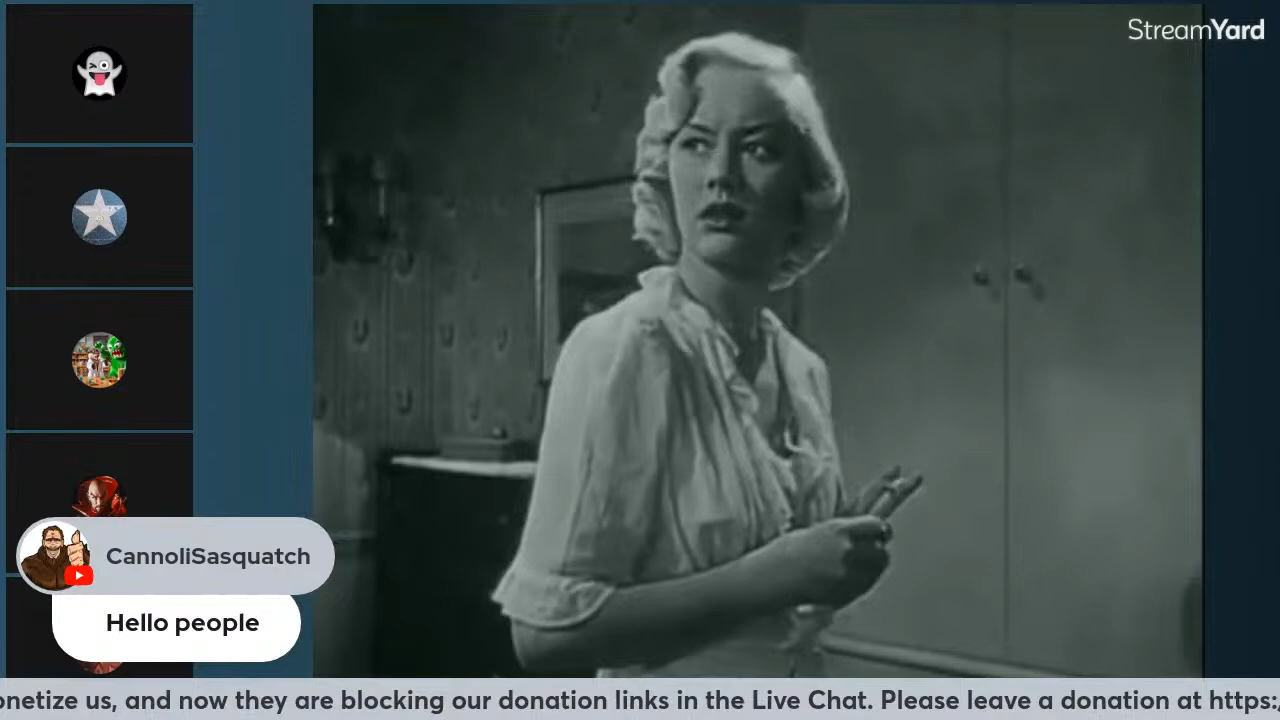 StreamYard
CannoliSasquatch
Hello people
onetize us, and now they are blocking our donation links in the Live Chat. Please leave a donation at https:/